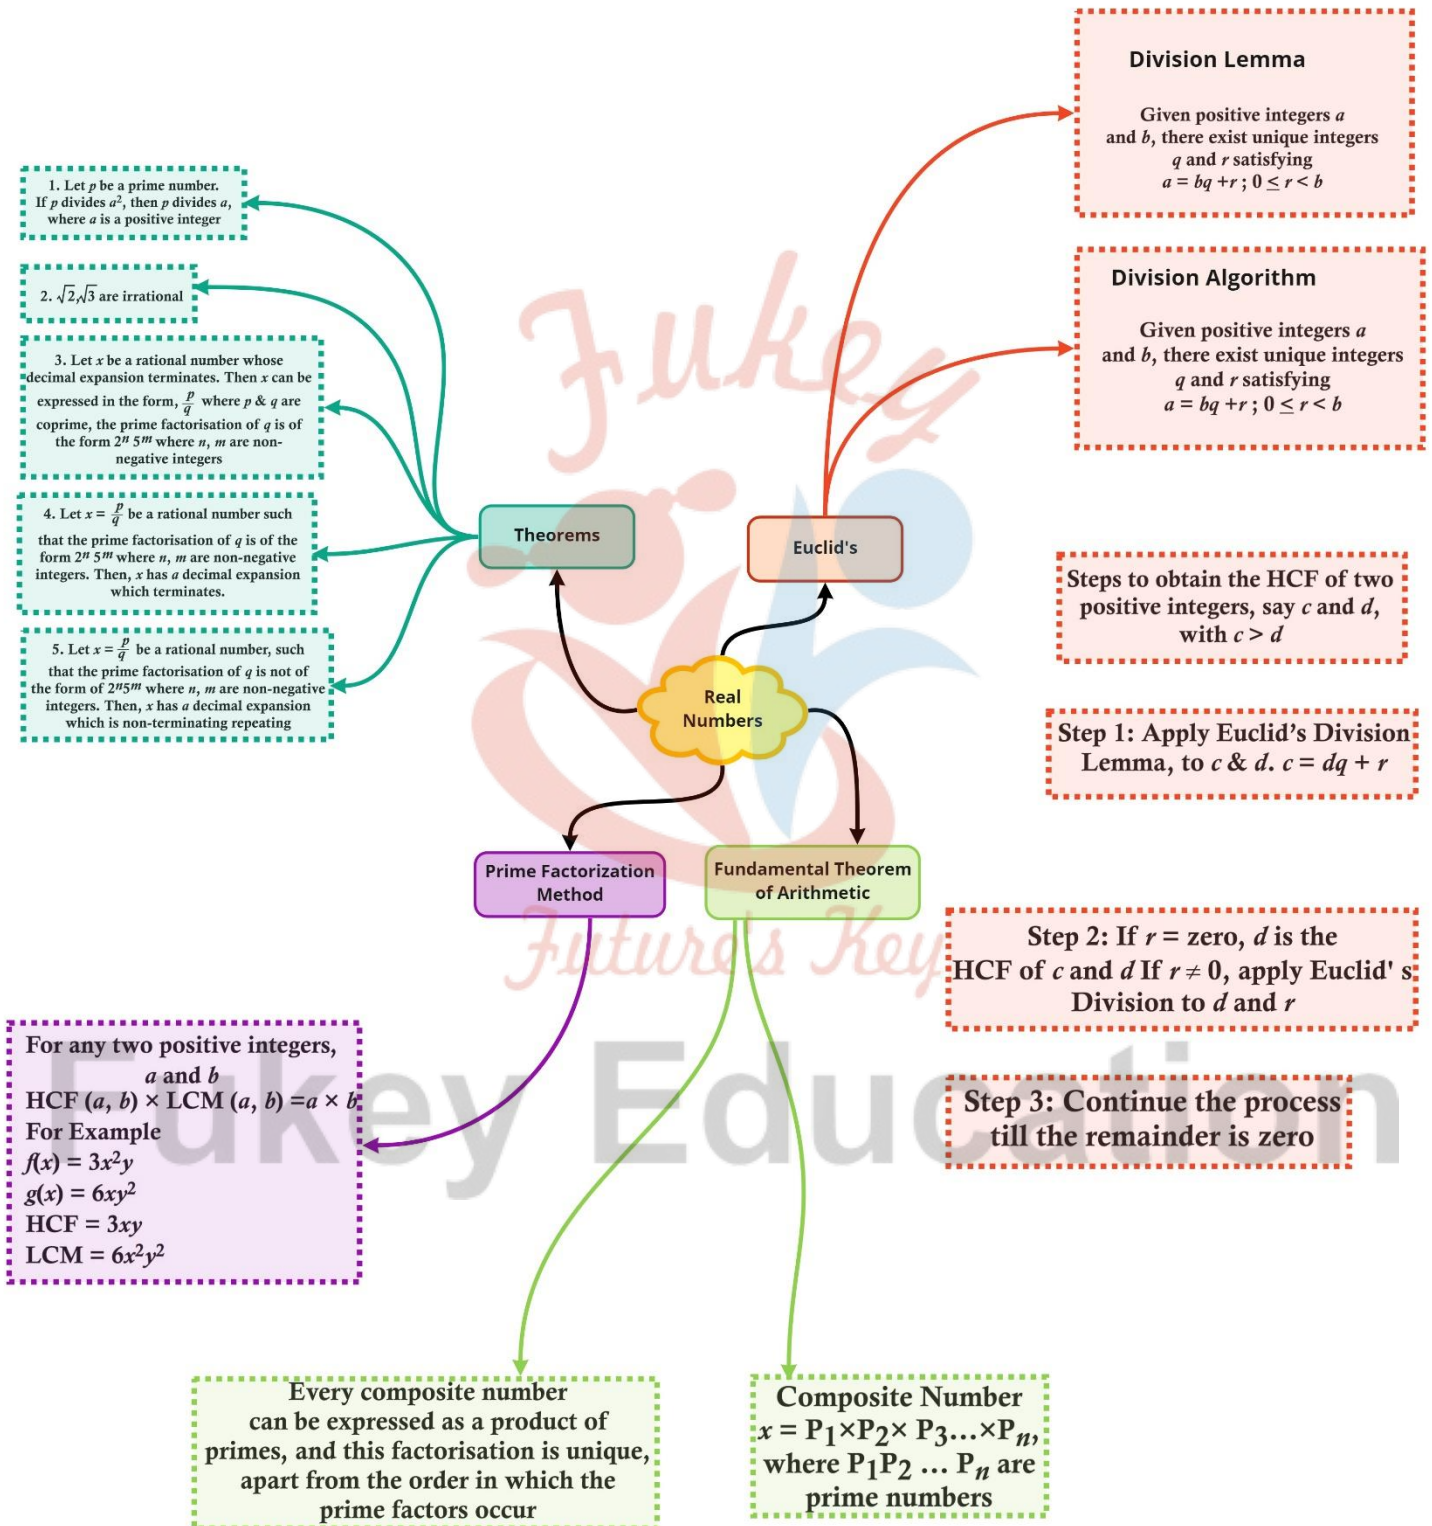 Division Lemma
Given positive integers a
and b, there exist unique integers
q and r satisfying
a = bq +r ; 0 ≤ r < b
Division Algorithm
Given positive integers a
and b, there exist unique integers
q and r satisfying
a = bq +r ; 0 ≤ r < b
1. Let p be a prime number.
If p divides a², then p divides a,
where a is a positive integer
2. √2,√3 are irrational
3. Let x be a rational number whose
decimal expansion terminates. Then x can be
expressed in the form, p/q where p & q are
coprime, the prime factorisation of q is of
the form 2ⁿ 5ᵐ where n, m are non-
negative integers
4. Let x = p/q be a rational number such
that the prime factorisation of q is of the
form 2ⁿ 5ᵐ where n, m are non-negative
integers. Then, x has a decimal expansion
which terminates.
5. Let x = p/q be a rational number, such
that the prime factorisation of q is not of
the form of 2ⁿ5ᵐ where n, m are non-negative
integers. Then, x has a decimal expansion
which is non-terminating repeating
Theorems
Euclid's
Real
Numbers
Steps to obtain the HCF of two
positive integers, say c and d,
with c > d
Step 1: Apply Euclid's Division
Lemma, to c & d. c = dq + r
Prime Factorization
Method
Fundamental Theorem
of Arithmetic
Step 2: If r = zero, d is the
HCF of c and d If r ≠ 0, apply Euclid' s
Division to d and r
Step 3: Continue the process
till the remainder is zero
For any two positive integers,
a and b
HCF (a, b) × LCM (a, b) =a × b
For Example
f(x) = 3x²y
g(x) = 6xy²
HCF = 3xy
LCM = 6x²y²
Every composite number
can be expressed as a product of
primes, and this factorisation is unique,
apart from the order in which the
prime factors occur
Composite Number
x = P₁×P₂× P₃...×Pₙ,
where P₁P₂ ... Pₙ are
prime numbers
Fukey
Future's Key
Fukey Education